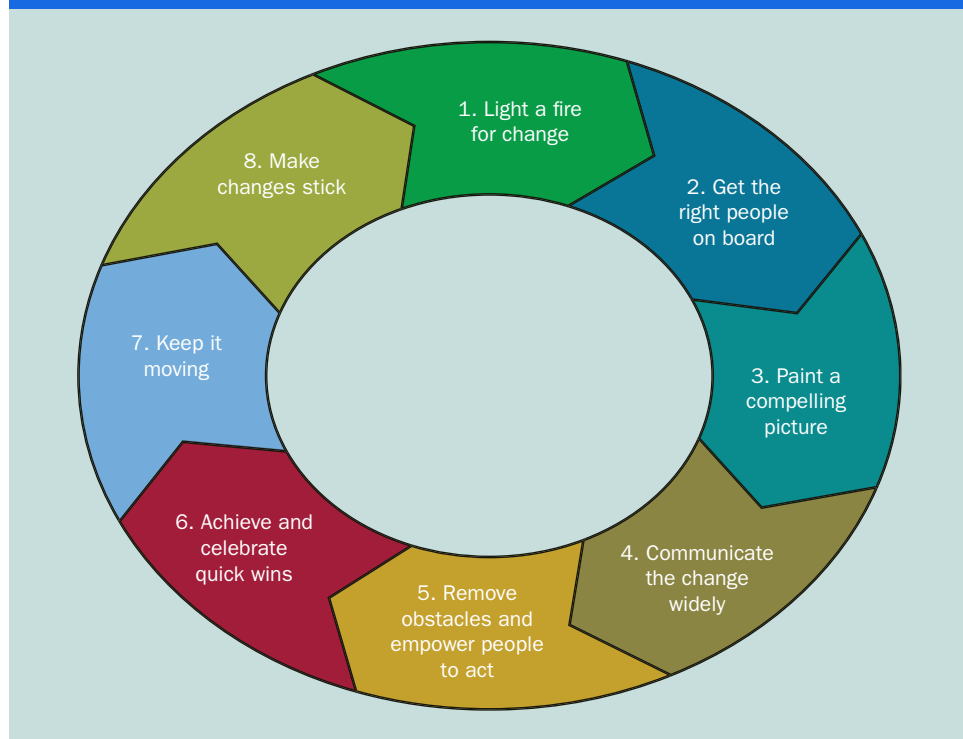 1. Light a fire
for change
2. Get the
right people
on board
3. Paint a
compelling
picture
4. Communicate
the change
widely
5. Remove
obstacles and
empower people
to act
6. Achieve and
celebrate
quick wins
7. Keep it
moving
8. Make
changes stick